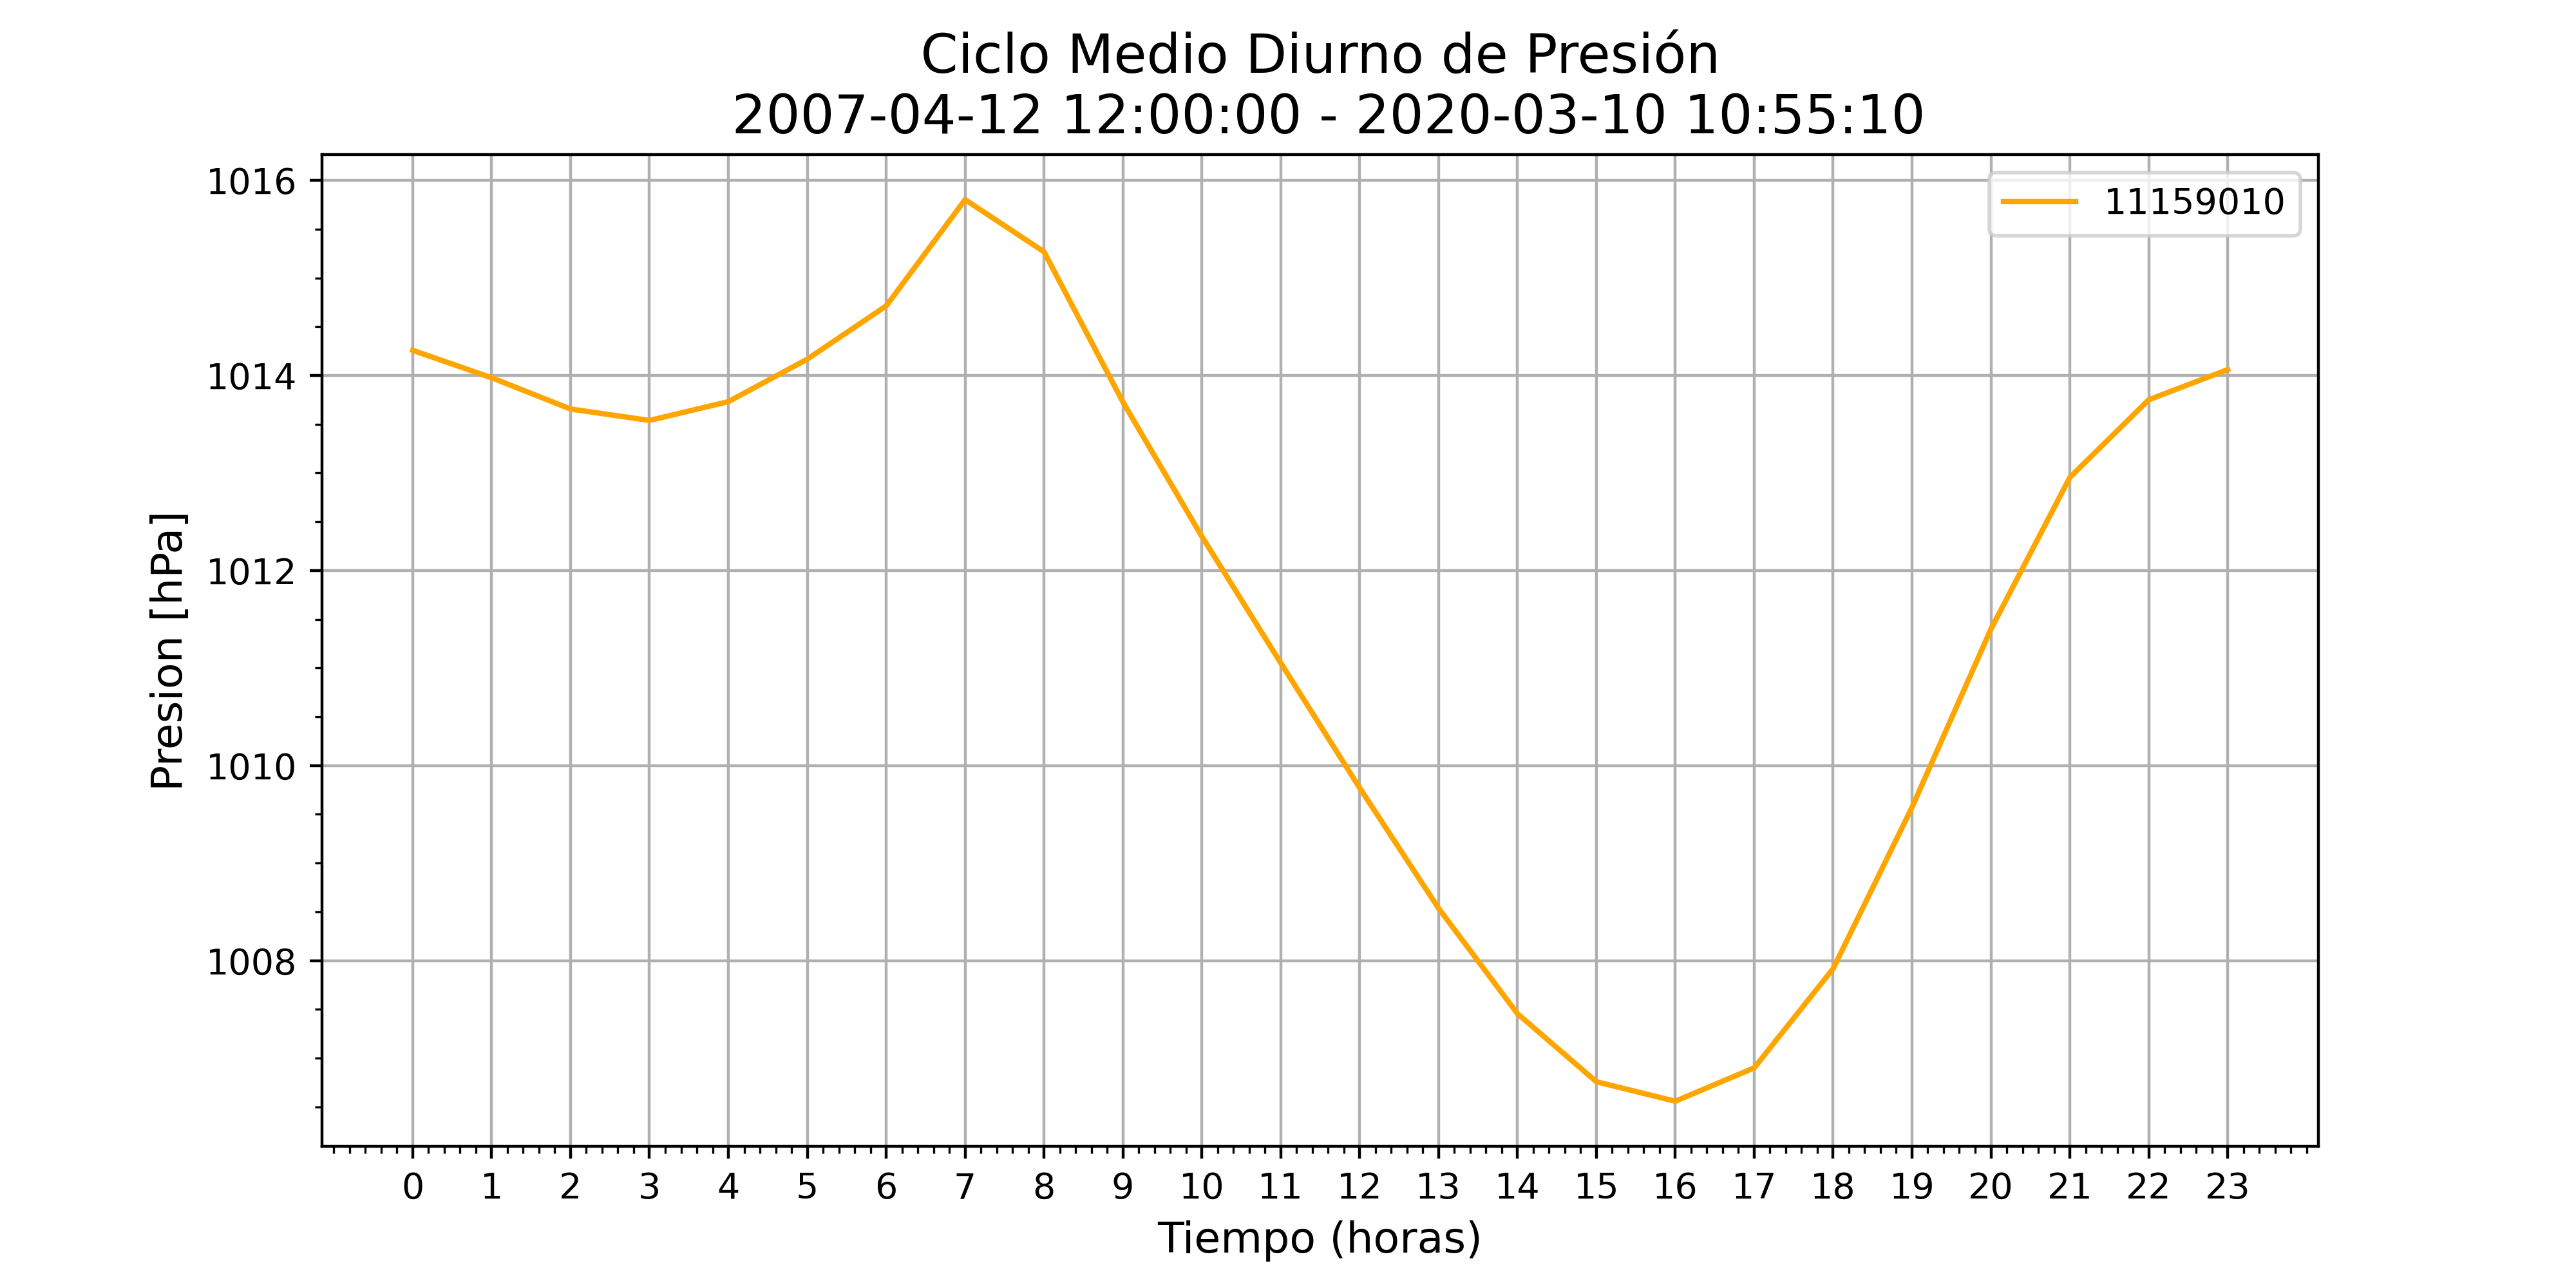 Ciclo Medio Diurno de Presión
2007-04-12 12:00:00 - 2020-03-10 10:55:10
11159010
1016
1014
1012
1010
1008
Presion [hPa]
0 1 2 3 4 5 6 7 8 9 10 11 12 13 14 15 16 17 18 19 20 21 22 23
Tiempo (horas)